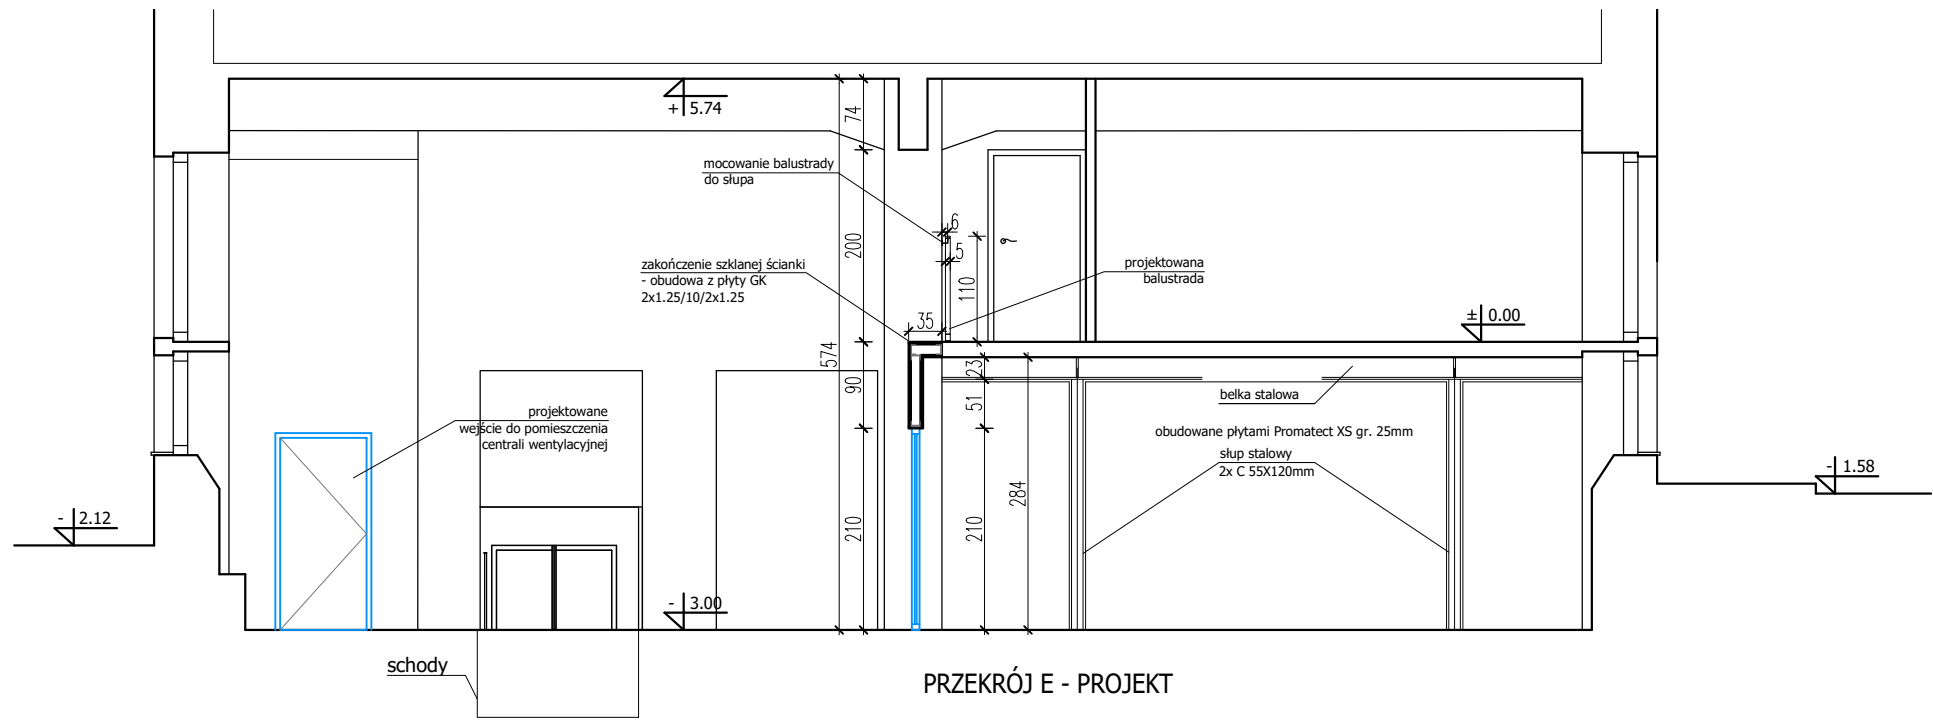 + 5.74
74
mocowanie balustrady
do słupa
6
200
5
zakończenie szklanej ścianki
- obudowa z płyty GK
2x1.25/10/2x1.25
projektowana
balustrada
110
35
± 0.00
574
23
90
51
belka stalowa
projektowane
wejście do pomieszczenia
centrali wentylacyjnej
obudowane płytami Promatect XS gr. 25mm
słup stalowy
2x C 55X120mm
- 1.58
284
- 2.12
210
210
- 3.00
schody
PRZEKRÓJ E - PROJEKT